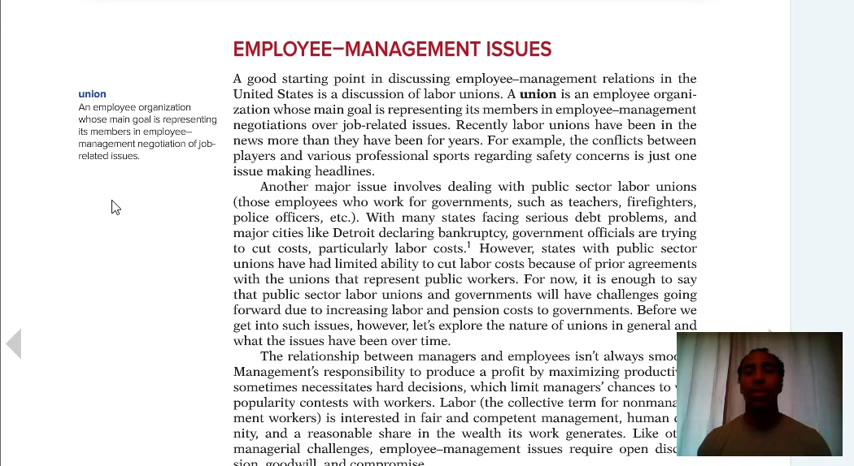 EMPLOYEE–MANAGEMENT ISSUES
union
An employee organization
whose main goal is representing
its members in employee–
management negotiation of job-
related issues.
A good starting point in discussing employee–management relations in the
United States is a discussion of labor unions. A union is an employee organi-
zation whose main goal is representing its members in employee–management
negotiations over job-related issues. Recently labor unions have been in the
news more than they have been for years. For example, the conflicts between
players and various professional sports regarding safety concerns is just one
issue making headlines.
Another major issue involves dealing with public sector labor unions
(those employees who work for governments, such as teachers, firefighters,
police officers, etc.). With many states facing serious debt problems, and
major cities like Detroit declaring bankruptcy, government officials are trying
to cut costs, particularly labor costs.1 However, states with public sector
unions have had limited ability to cut labor costs because of prior agreements
with the unions that represent public workers. For now, it is enough to say
that public sector labor unions and governments will have challenges going
forward due to increasing labor and pension costs to governments. Before we
get into such issues, however, let's explore the nature of unions in general and
what the issues have been over time.
The relationship between managers and employees isn't always
Management's responsibility to produce a profit by maximizing
sometimes necessitates hard decisions, which limit managers' chances to
popularity contests with workers. Labor (the collective term for
ment workers) is interested in fair and competent management, human
nity, and a reasonable share in the wealth its work generates. Like
managerial challenges, employee–management issues require open
sion, goodwill, and compromise.